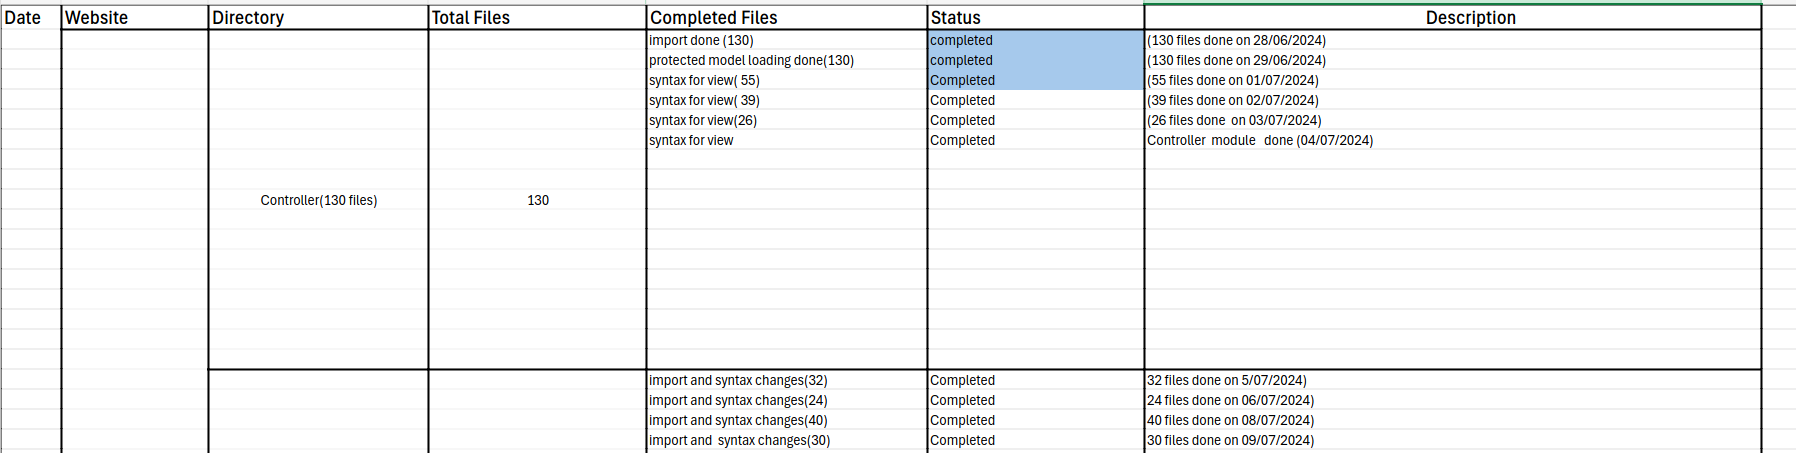 Date Website Directory Total Files Completed Files Status Description
import done (130) completed (130 files done on 28/06/2024)
protected model loading done(130) completed (130 files done on 29/06/2024)
syntax for view( 55) Completed (55 files done on 01/07/2024)
syntax for view( 39) Completed (39 files done on 02/07/2024)
syntax for view(26) Completed (26 files done  on 03/07/2024)
syntax for view Completed Controller  module  done (04/07/2024)
Controller(130 files) 130
import and syntax changes(32) Completed 32 files done on 5/07/2024)
import and syntax changes(24) Completed 24 files done on 06/07/2024)
import and syntax changes(40) Completed 40 files done on 08/07/2024)
import and  syntax changes(30) Completed 30 files done on 09/07/2024)